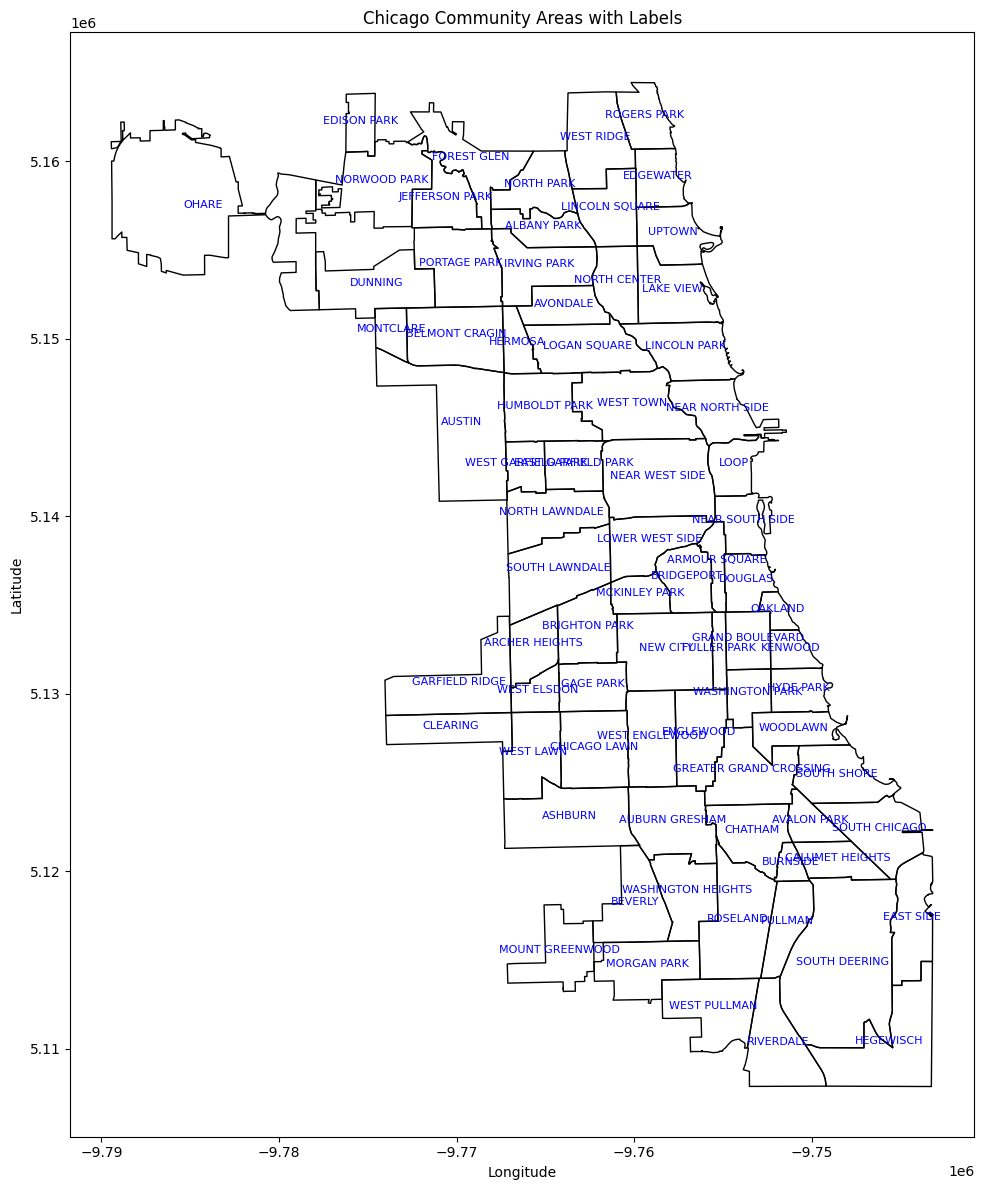 Chicago Community Areas with Labels
1e6
ROGERS PARK
EDISON PARK
WEST RIDGE
FOREST GLEN
EDGEWATER
NORWOOD PARK
NORTH PARK
JEFFERSON PARK
LINCOLN SQUARE
OHARE
ALBANY PARK
UPTOWN
PORTAGE PARK
IRVING PARK
NORTH CENTER
DUNNING
LAKE VIEW
AVONDALE
MONTCLARE
BELMONT CRAGIN
HERMOSA
LOGAN SQUARE
LINCOLN PARK
HUMBOLDT PARK
WEST TOWN
NEAR NORTH SIDE
AUSTIN
WEST GARFIELD PARK
EAST GARFIELD PARK
LOOP
NEAR WEST SIDE
NORTH LAWNDALE
NEAR SOUTH SIDE
LOWER WEST SIDE
ARMOUR SQUARE
SOUTH LAWNDALE
BRIDGEPORT
DOUGLAS
MCKINLEY PARK
OAKLAND
BRIGHTON PARK
ARCHER HEIGHTS
GRAND BOULEVARD
NEW CITY
FULLER PARK
KENWOOD
GARFIELD RIDGE
WEST ELSDON
GAGE PARK
WASHINGTON PARK
HYDE PARK
CLEARING
WEST ENGLEWOOD
ENGLEWOOD
WOODLAWN
WEST LAWN
CHICAGO LAWN
GREATER GRAND CROSSING
SOUTH SHORE
ASHBURN
AUBURN GRESHAM
AVALON PARK
CHATHAM
SOUTH CHICAGO
BURNSIDE
CALUMET HEIGHTS
WASHINGTON HEIGHTS
BEVERLY
ROSELAND
PULLMAN
EAST SIDE
MOUNT GREENWOOD
MORGAN PARK
SOUTH DEERING
WEST PULLMAN
RIVERDALE
HEGEWISCH
5.16
5.15
5.14
5.13
5.12
5.11
Latitude
−9.79
−9.78
−9.77
−9.76
−9.75
1e6
Longitude